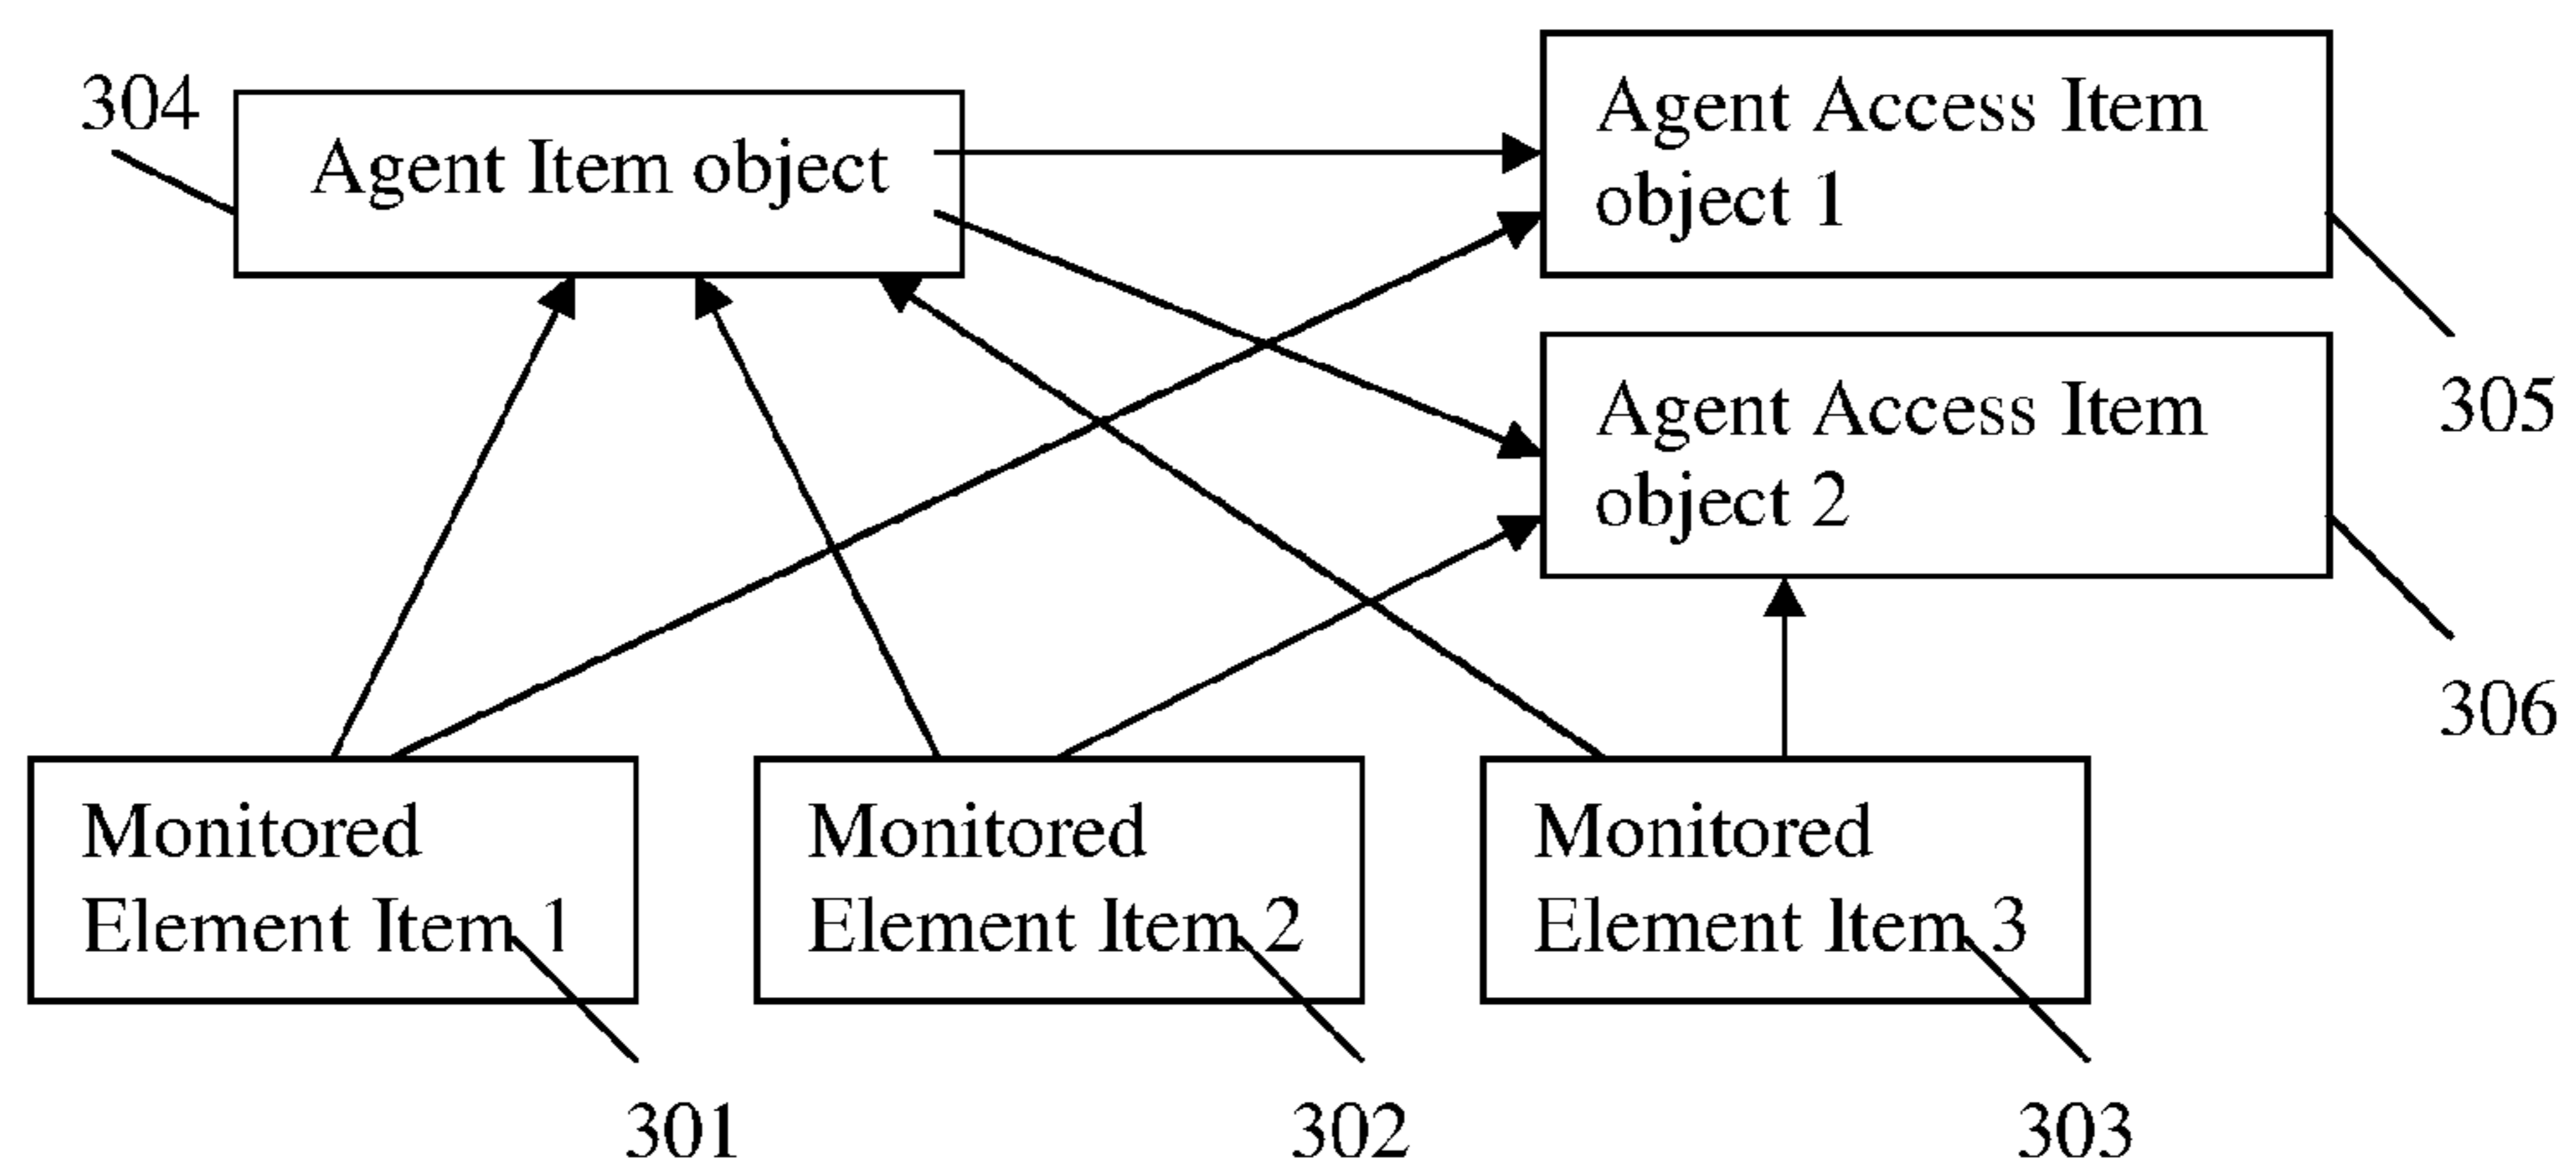 304
Agent Item object
Agent Access Item
object 1
305
Agent Access Item
object 2
306
Monitored
Element Item 1
301
Monitored
Element Item 2
302
Monitored
Element Item 3
303